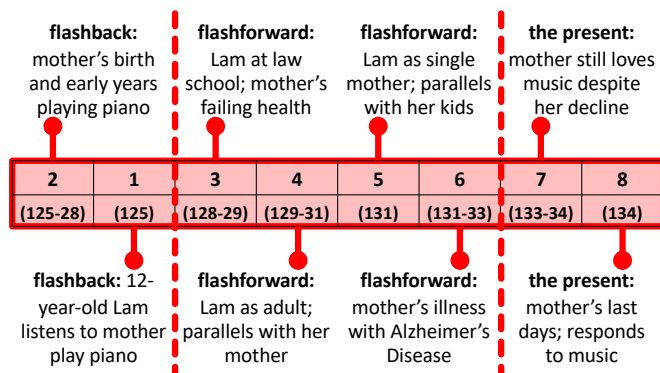 flashback:
mother's birth
and early years
playing piano
flashforward:
Lam at law
school; mother's
failing health
flashforward:
Lam as single
mother; parallels
with her kids
the present:
mother still loves
music despite
her decline
2 1 3 4 5 6 7 8
(125-28) (125) (128-29) (129-31) (131) (131-33) (133-34) (134)
flashback: 12-
year-old Lam
listens to mother
play piano
flashforward:
Lam as adult;
parallels with her
mother
flashforward:
mother's illness
with Alzheimer's
Disease
the present:
mother's last
days; responds
to music